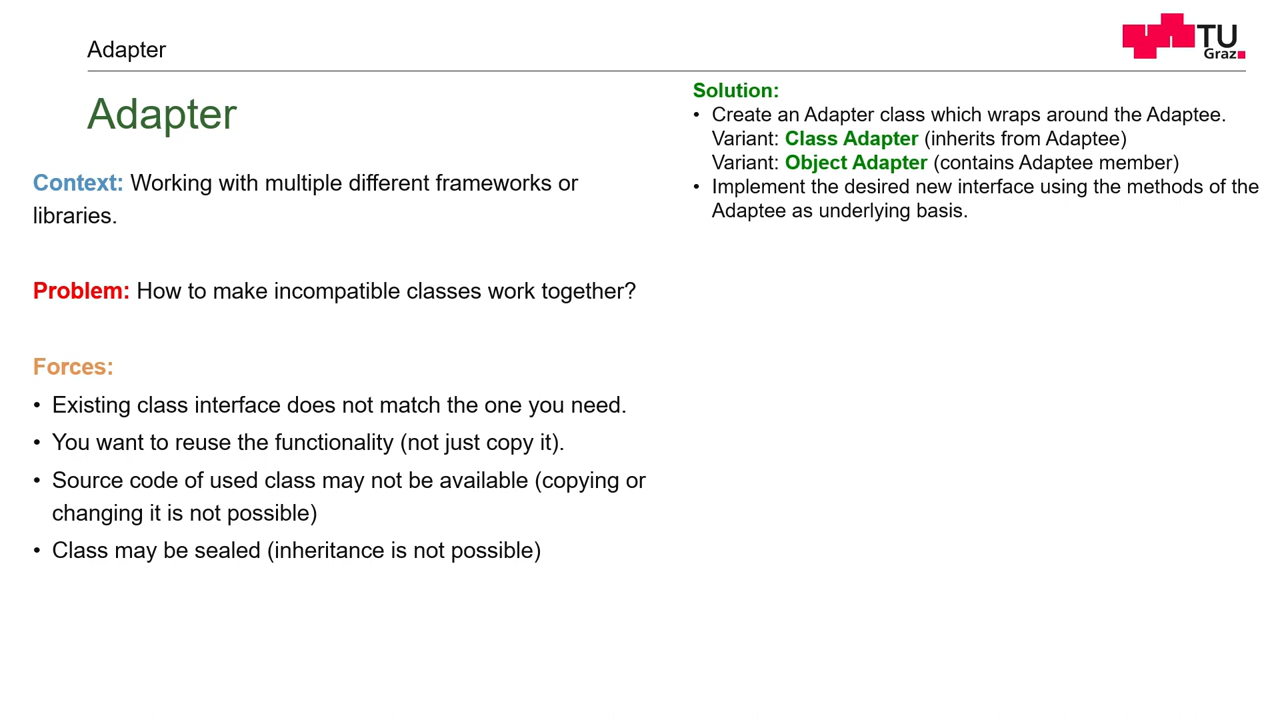 Adapter
TU
Graz
Adapter
Context: Working with multiple different frameworks or
libraries.
Problem: How to make incompatible classes work together?
Forces:
• Existing class interface does not match the one you need.
• You want to reuse the functionality (not just copy it).
• Source code of used class may not be available (copying or
changing it is not possible)
• Class may be sealed (inheritance is not possible)
Solution:
• Create an Adapter class which wraps around the Adaptee.
Variant: Class Adapter (inherits from Adaptee)
Variant: Object Adapter (contains Adaptee member)
• Implement the desired new interface using the methods of the
Adaptee as underlying basis.